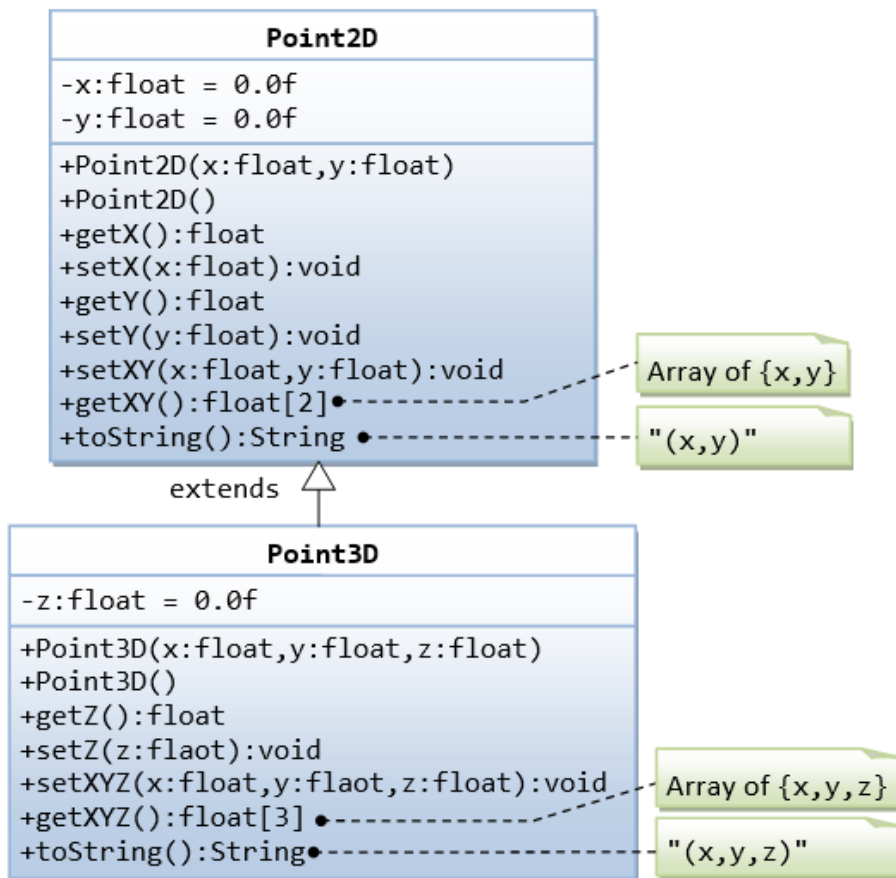 Point2D
-x:float = 0.0f
-y:float = 0.0f
+Point2D(x:float,y:float)
+Point2D()
+getX():float
+setX(x:float):void
+getY():float
+setY(y:float):void
+setXY(x:float,y:float):void
+getXY():float[2]
Array of {x,y}
+toString():String
"(x,y)"
extends
Point3D
-z:float = 0.0f
+Point3D(x:float,y:float,z:float)
+Point3D()
+getZ():float
+setZ(z:flaot):void
+setXYZ(x:float,y:flaot,z:float):void
+getXYZ():float[3]
Array of {x,y,z}
+toString():String
"(x,y,z)"